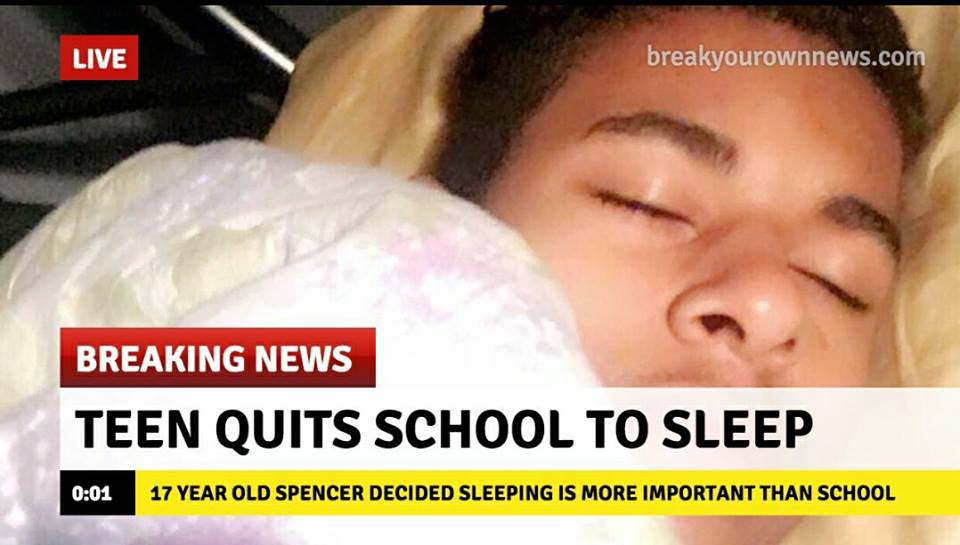 LIVE
breakyourownnews.com
BREAKING NEWS
TEEN QUITS SCHOOL TO SLEEP
0:01 17 YEAR OLD SPENCER DECIDED SLEEPING IS MORE IMPORTANT THAN SCHOOL